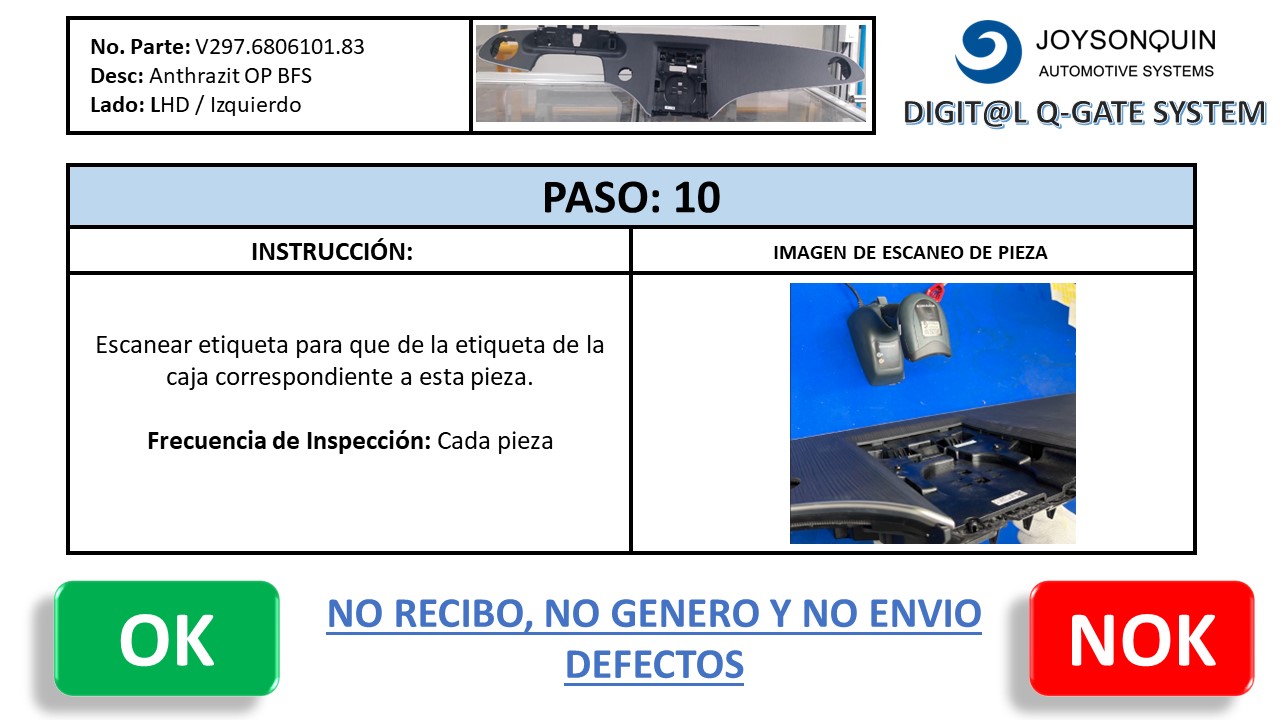 No. Parte: V297.6806101.83
Desc: Anthrazit OP BFS
Lado: LHD / Izquierdo
JOYSONQUIN
AUTOMOTIVE SYSTEMS
DIGIT@L Q-GATE SYSTEM
PASO: 10
INSTRUCCIÓN:
IMAGEN DE ESCANEO DE PIEZA
Escanear etiqueta para que de la etiqueta de la
caja correspondiente a esta pieza.
Frecuencia de Inspección: Cada pieza
OK
NO RECIBO, NO GENERO Y NO ENVIO
DEFECTOS
NOK